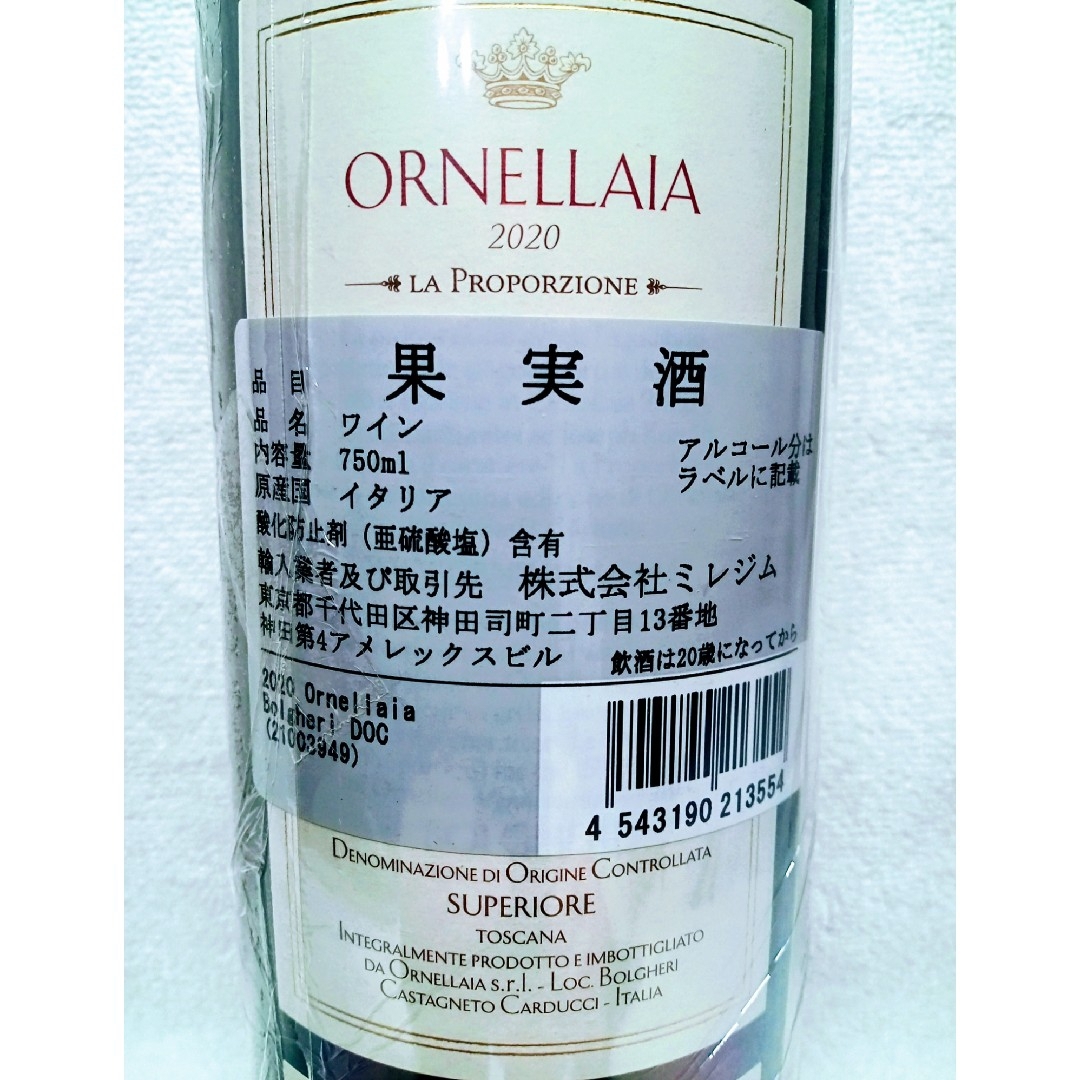 ORNELLAIA
2020
LA PROPORZIONE
品目 果実酒
品名 ワイン
内容量 750ml
アルコール分は
ラベルに記載
原産国 イタリア
酸化防止剤（亜硫酸塩）含有
輸入業者及び取引先 株式会社ミレジム
東京都千代田区神田司町二丁目13番地
神田第4アメレックスビル 飲酒は20歳になってから
2020 Ornellaia
Bolgheri DOC
(21003949)
4 543190 213554
DENOMINAZIONE DI ORIGINE CONTROLLATA
SUPERIORE
TOSCANA
INTEGRALMENTE PRODOTTO E IMBOTTIGLIATO
DA ORNELLAIA s.r.l. - LOC. BOLGHERI
CASTAGNETO CARDUCCI - ITALIA